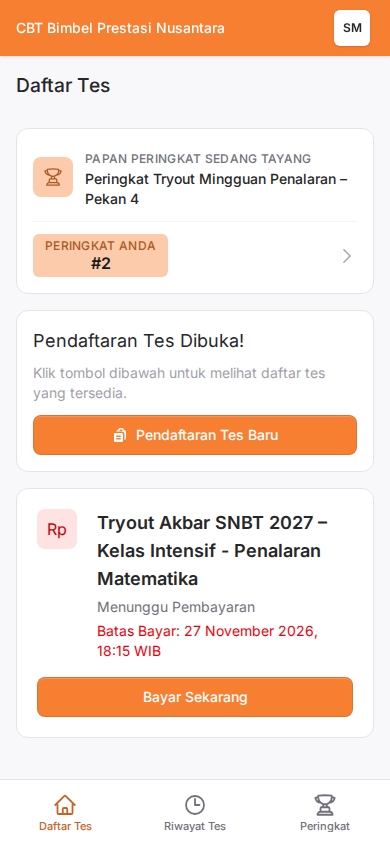 CBT Bimbel Prestasi Nusantara
SM
Daftar Tes
PAPAN PERINGKAT SEDANG TAYANG
Peringkat Tryout Mingguan Penalaran –
Pekan 4
PERINGKAT ANDA
#2
Pendaftaran Tes Dibuka!
Klik tombol dibawah untuk melihat daftar tes
yang tersedia.
Pendaftaran Tes Baru
Rp
Tryout Akbar SNBT 2027 –
Kelas Intensif - Penalaran
Matematika
Menunggu Pembayaran
Batas Bayar: 27 November 2026,
18:15 WIB
Bayar Sekarang
Daftar Tes
Riwayat Tes
Peringkat